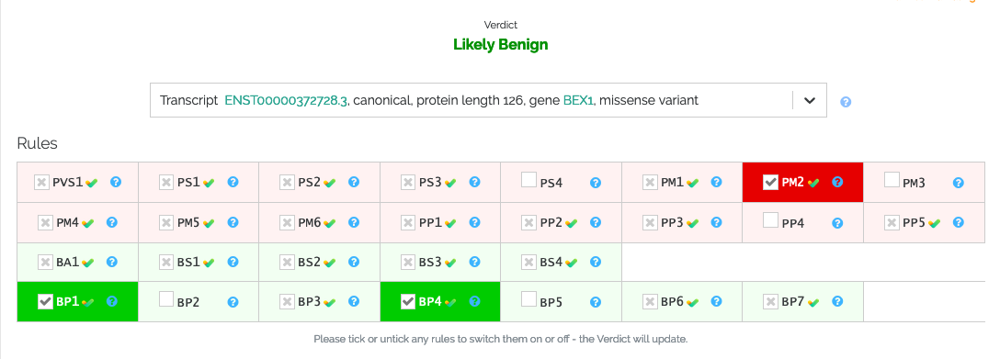 Verdict
Likely Benign
Transcript ENST00000372728.3, canonical, protein length 126, gene BEX1, missense variant
Rules
PVS1 PS1 PS2 PS3 PS4 PM1 PM2 PM3
PM4 PM5 PM6 PP1 PP2 PP3 PP4 PP5
BA1 BS1 BS2 BS3 BS4
BP1 BP2 BP3 BP4 BP5 BP6 BP7
Please tick or untick any rules to switch them on or off - the Verdict will update.